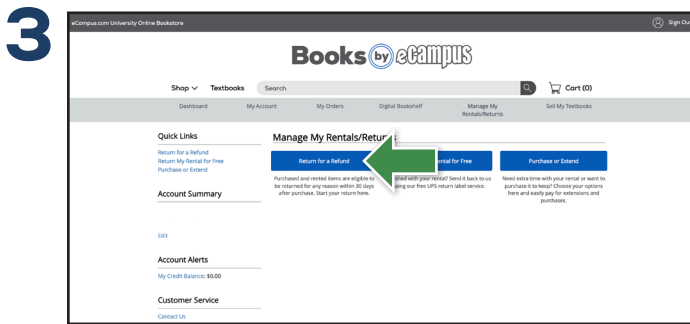 3
eCampus.com University Online Bookstore
Sign Ou
Books by eCampus
Shop
Textbooks
Search
Cart (0)
Dashboard
My Account
My Orders
Digital Bookshelf
Manage My
Rentals/Returns
Sell My Textbooks
Quick Links
Return for a Refund
Return My Rental for Free
Purchase or Extend
Account Summary
Edit
Account Alerts
My Credit Balance: $0.00
Customer Service
Contact Us
Manage My Rentals/Returns
Return for a Refund
Purchased and rented items are eligible to
be returned for any reason within 30 days
after purchase. Start your return here.
ental for Free
with your rental? Send it back to us
using our free UPS return label service.
Purchase or Extend
Need extra time with your rental or want to
purchase it to keep? Choose your options
here and easily pay for extensions and
purchases.